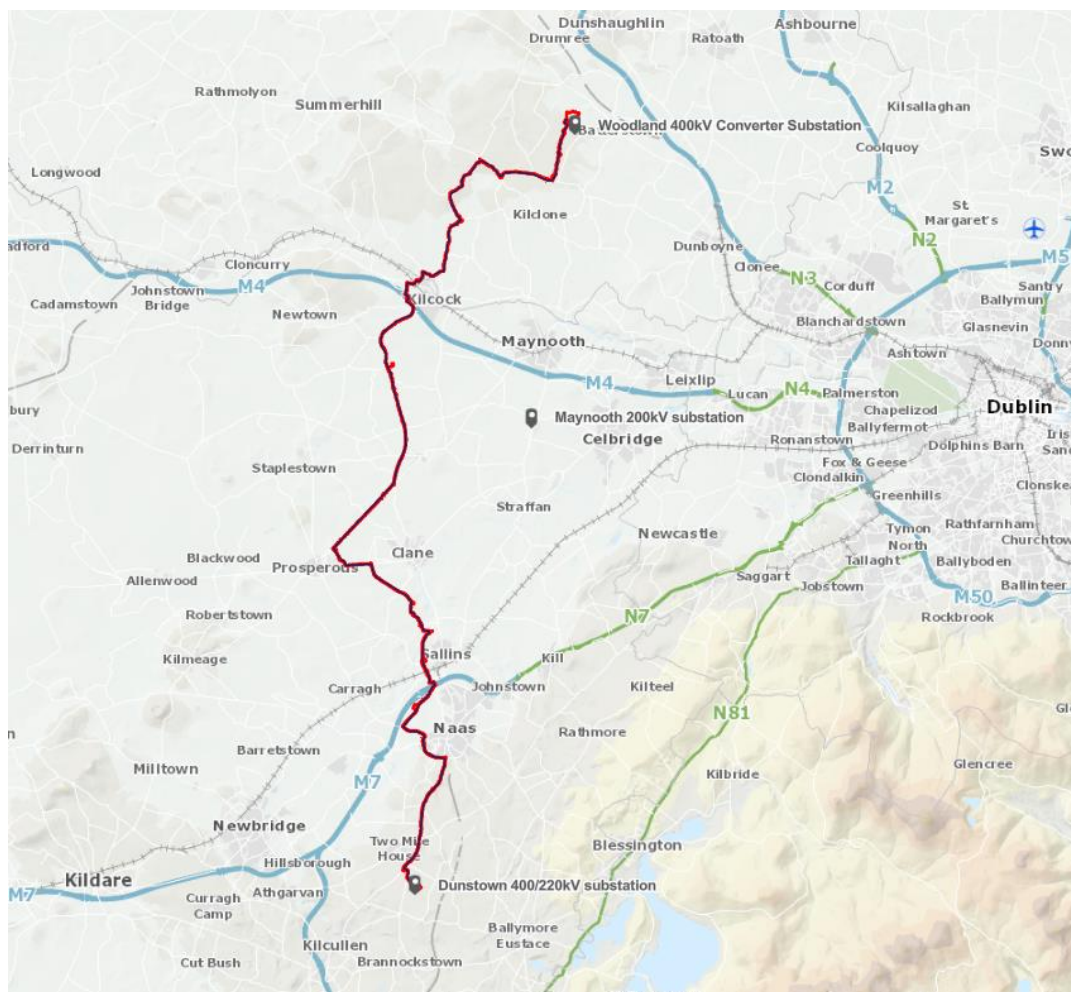 Dunshaughlin
Drumree
Ratoath
Ashbourne
Rathmolyon
Summerhill
Kilsallaghan
Woodland 400kV Converter Substation
Coolquoy
Longwood
M2
Kilclone
St.
Margaret's
N2
Dunboyne
Clonee
M5
Cloncurry
N3
Corduff
Santry
Johnstown
Bridge
M4
Kilcock
Cadamstown
Newtown
Ballymun
Blanchardstown
Glasnevin
Maynooth
Ashtown
Leixlip
M4
Lucan
N4
Palmerston
Chapelizod
Dublin
Maynooth 200kV substation
Ballyfermot
Celbridge
Ronanstown
Dolphins Barn
Derrinturn
Staplestown
Fox & Geese
Clondalkin
Greenhills
Straffan
Newcastle
Tymon
North
Rathfarnham
Churchtow
Blackwood
Clane
Prosperous
Tallaght
Ballyboden
Allenwood
Saggart
Jobstown
Ballinteer
M50
Robertstown
Rockbrook
N7
Kilmeage
Sallins
Kill
Carragh
Johnstown
Kilteel
N81
Naas
Rathmore
Barretstown
Milltown
M7
Kilbride
Glencree
Newbridge
Two Mile
House
Blessington
Hillsborough
Kildare
M7
Athgarvan
Dunstown 400/220kV substation
Curragh
Camp
Ballymore
Eustace
Kilcullen
Cut Bush
Brannockstown